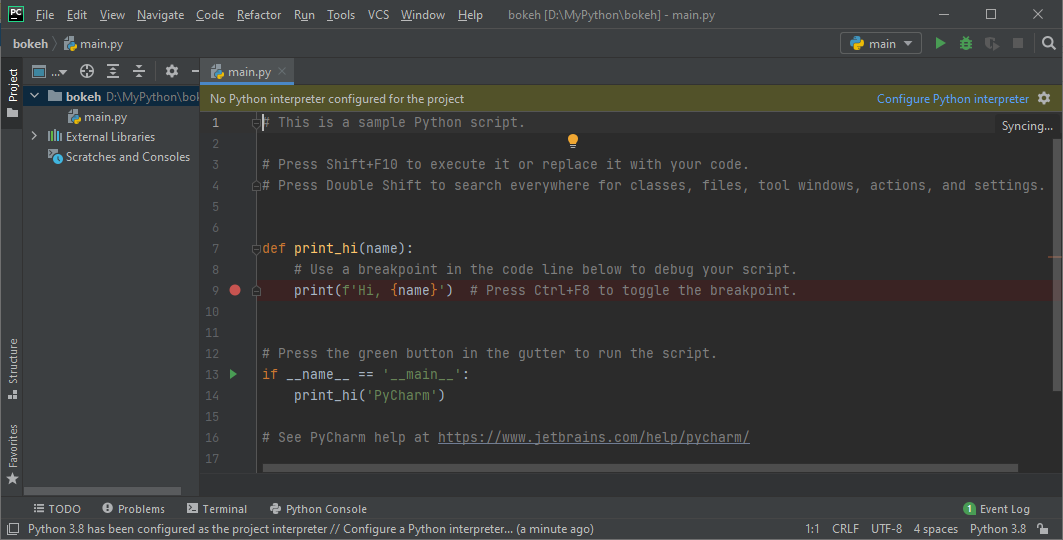 PC File Edit View Navigate Code Refactor Run Tools VCS Window Help bokeh [D:\MyPython\bokeh] - main.py
bokeh main.py main
Project
... main.py
bokeh D:\MyPython\bok
main.py
External Libraries
Scratches and Consoles
No Python interpreter configured for the project Configure Python interpreter
Syncing...
1 # This is a sample Python script.
2
3 # Press Shift+F10 to execute it or replace it with your code.
4 # Press Double Shift to search everywhere for classes, files, tool windows, actions, and settings.
5
6
7 def print_hi(name):
8 # Use a breakpoint in the code line below to debug your script.
9 print(f'Hi, {name}') # Press Ctrl+F8 to toggle the breakpoint.
10
11
12 # Press the green button in the gutter to run the script.
13 if __name__ == '__main__':
14 print_hi('PyCharm')
15
16 # See PyCharm help at https://www.jetbrains.com/help/pycharm/
17
Structure
Favorites
TODO Problems Terminal Python Console 1 Event Log
Python 3.8 has been configured as the project interpreter // Configure a Python interpreter... (a minute ago) 1:1 CRLF UTF-8 4 spaces Python 3.8